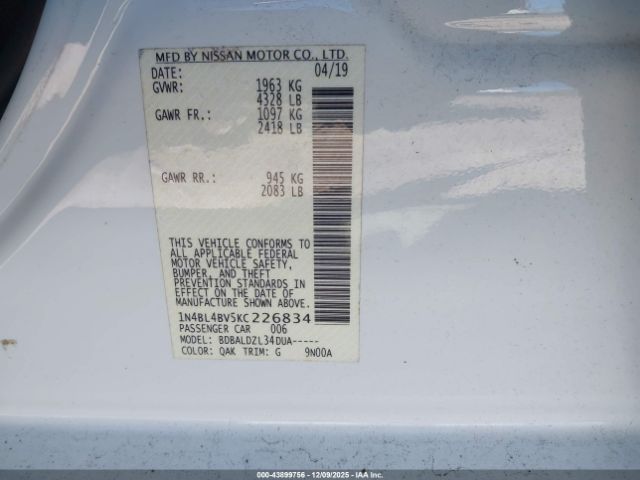 MFD BY NISSAN MOTOR CO., LTD.
DATE: 04/19
GVWR: 1963 KG
4328 LB
GAWR FR.: 1097 KG
2418 LB
GAWR RR.: 945 KG
2083 LB
THIS VEHICLE CONFORMS TO
ALL APPLICABLE FEDERAL
MOTOR VEHICLE SAFETY,
BUMPER, AND THEFT
PREVENTION STANDARDS IN
EFFECT ON THE DATE OF
MANUFACTURE SHOWN ABOVE.
1N4BL4BV5KC226834
PASSENGER CAR 006
MODEL: BDBALDZL34DUA-----
COLOR: QAK TRIM: G 9N00A
000-43899756 - 12/09/2025 - IAAI.COM